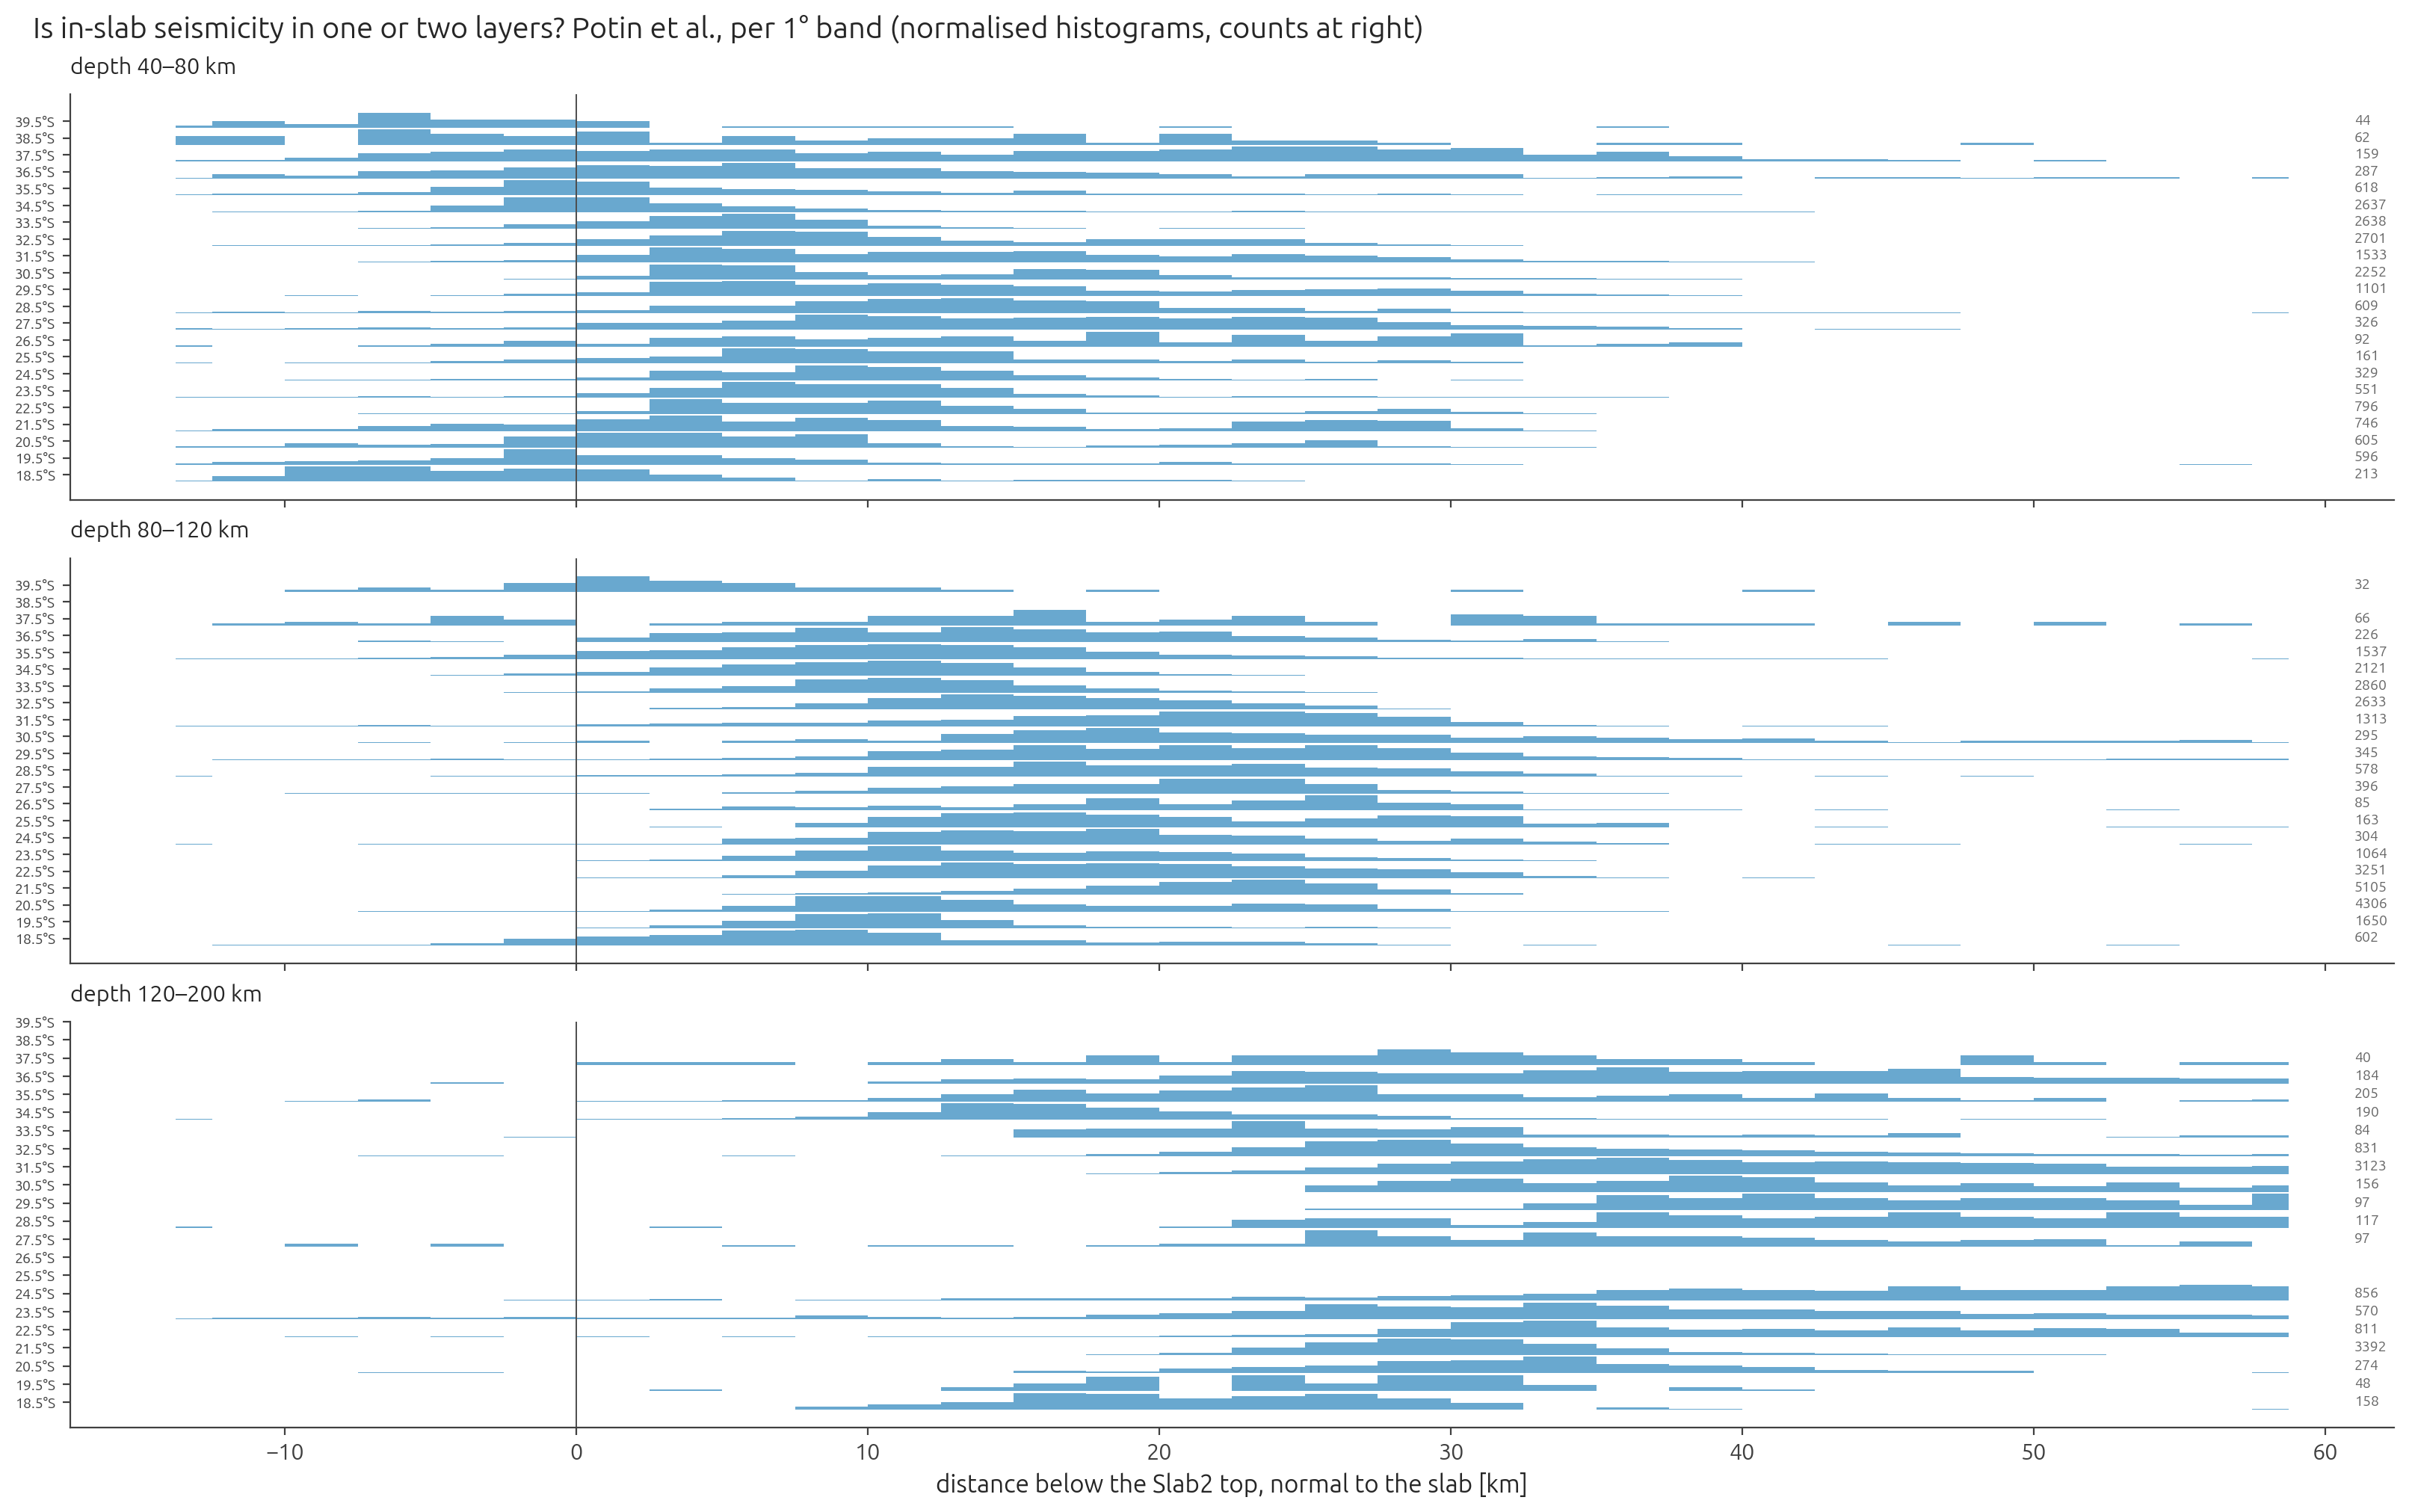 Is in-slab seismicity in one or two layers? Potin et al., per 1° band (normalised histograms, counts at right)
depth 40–80 km
39.5°S 44
38.5°S 62
37.5°S 159
36.5°S 287
35.5°S 618
34.5°S 2637
33.5°S 2638
32.5°S 2701
31.5°S 1533
30.5°S 2252
29.5°S 1101
28.5°S 609
27.5°S 326
26.5°S 92
25.5°S 161
24.5°S 329
23.5°S 551
22.5°S 796
21.5°S 746
20.5°S 605
19.5°S 596
18.5°S 213
depth 80–120 km
39.5°S 32
38.5°S
37.5°S 66
36.5°S 226
35.5°S 1537
34.5°S 2121
33.5°S 2860
32.5°S 2633
31.5°S 1313
30.5°S 295
29.5°S 345
28.5°S 578
27.5°S 396
26.5°S 85
25.5°S 163
24.5°S 304
23.5°S 1064
22.5°S 3251
21.5°S 5105
20.5°S 4306
19.5°S 1650
18.5°S 602
depth 120–200 km
39.5°S
38.5°S
37.5°S 40
36.5°S 184
35.5°S 205
34.5°S 190
33.5°S 84
32.5°S 831
31.5°S 3123
30.5°S 156
29.5°S 97
28.5°S 117
27.5°S 97
26.5°S
25.5°S
24.5°S 856
23.5°S 570
22.5°S 811
21.5°S 3392
20.5°S 274
19.5°S 48
18.5°S 158
−10 0 10 20 30 40 50 60
distance below the Slab2 top, normal to the slab [km]